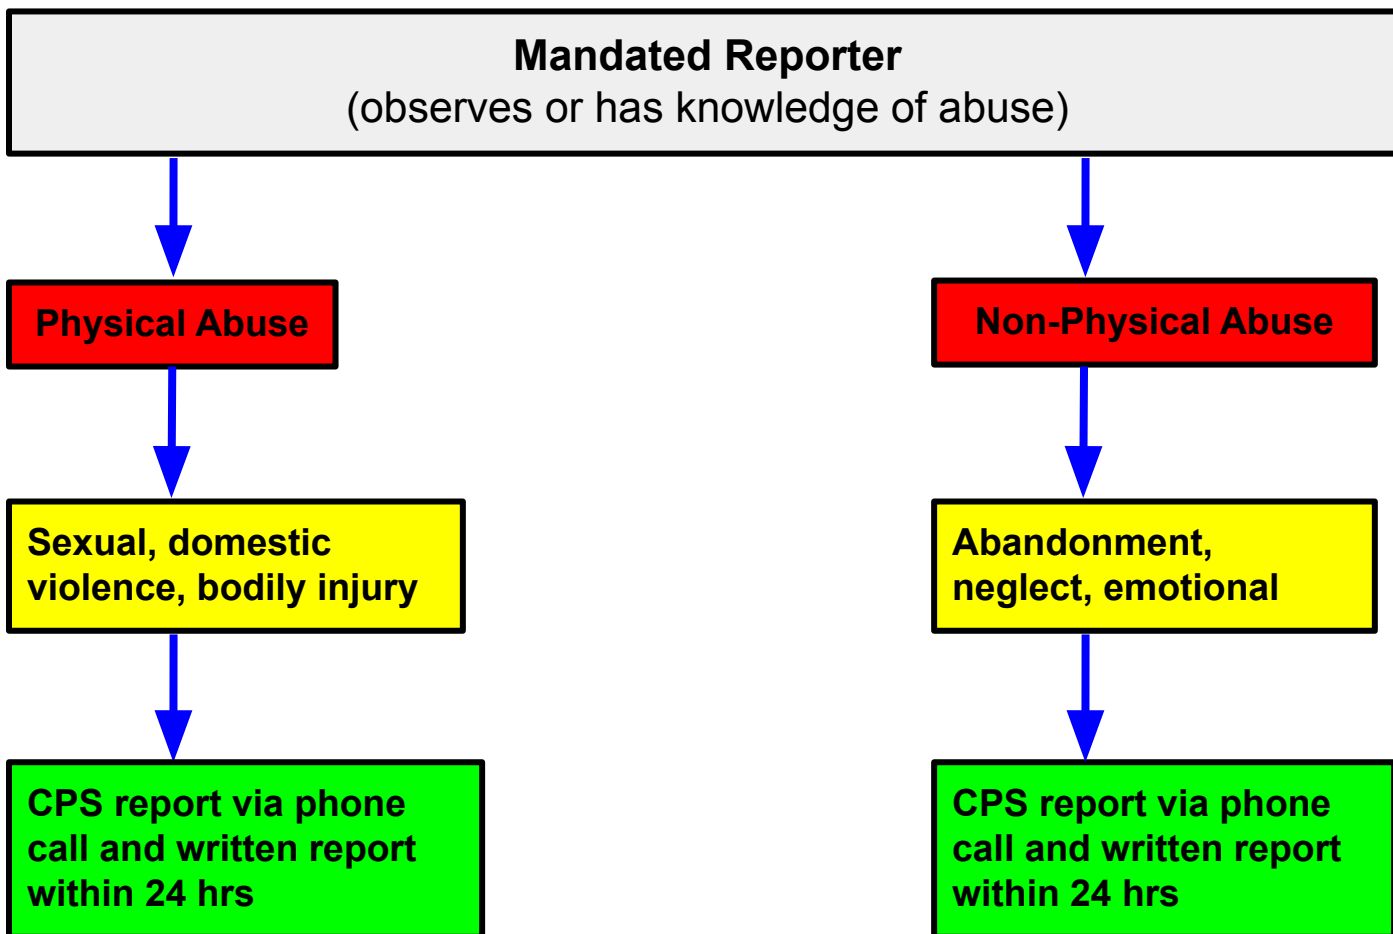 Mandated Reporter
(observes or has knowledge of abuse)
Physical Abuse
Non-Physical Abuse
Sexual, domestic
violence, bodily injury
Abandonment,
neglect, emotional
CPS report via phone
call and written report
within 24 hrs
CPS report via phone
call and written report
within 24 hrs